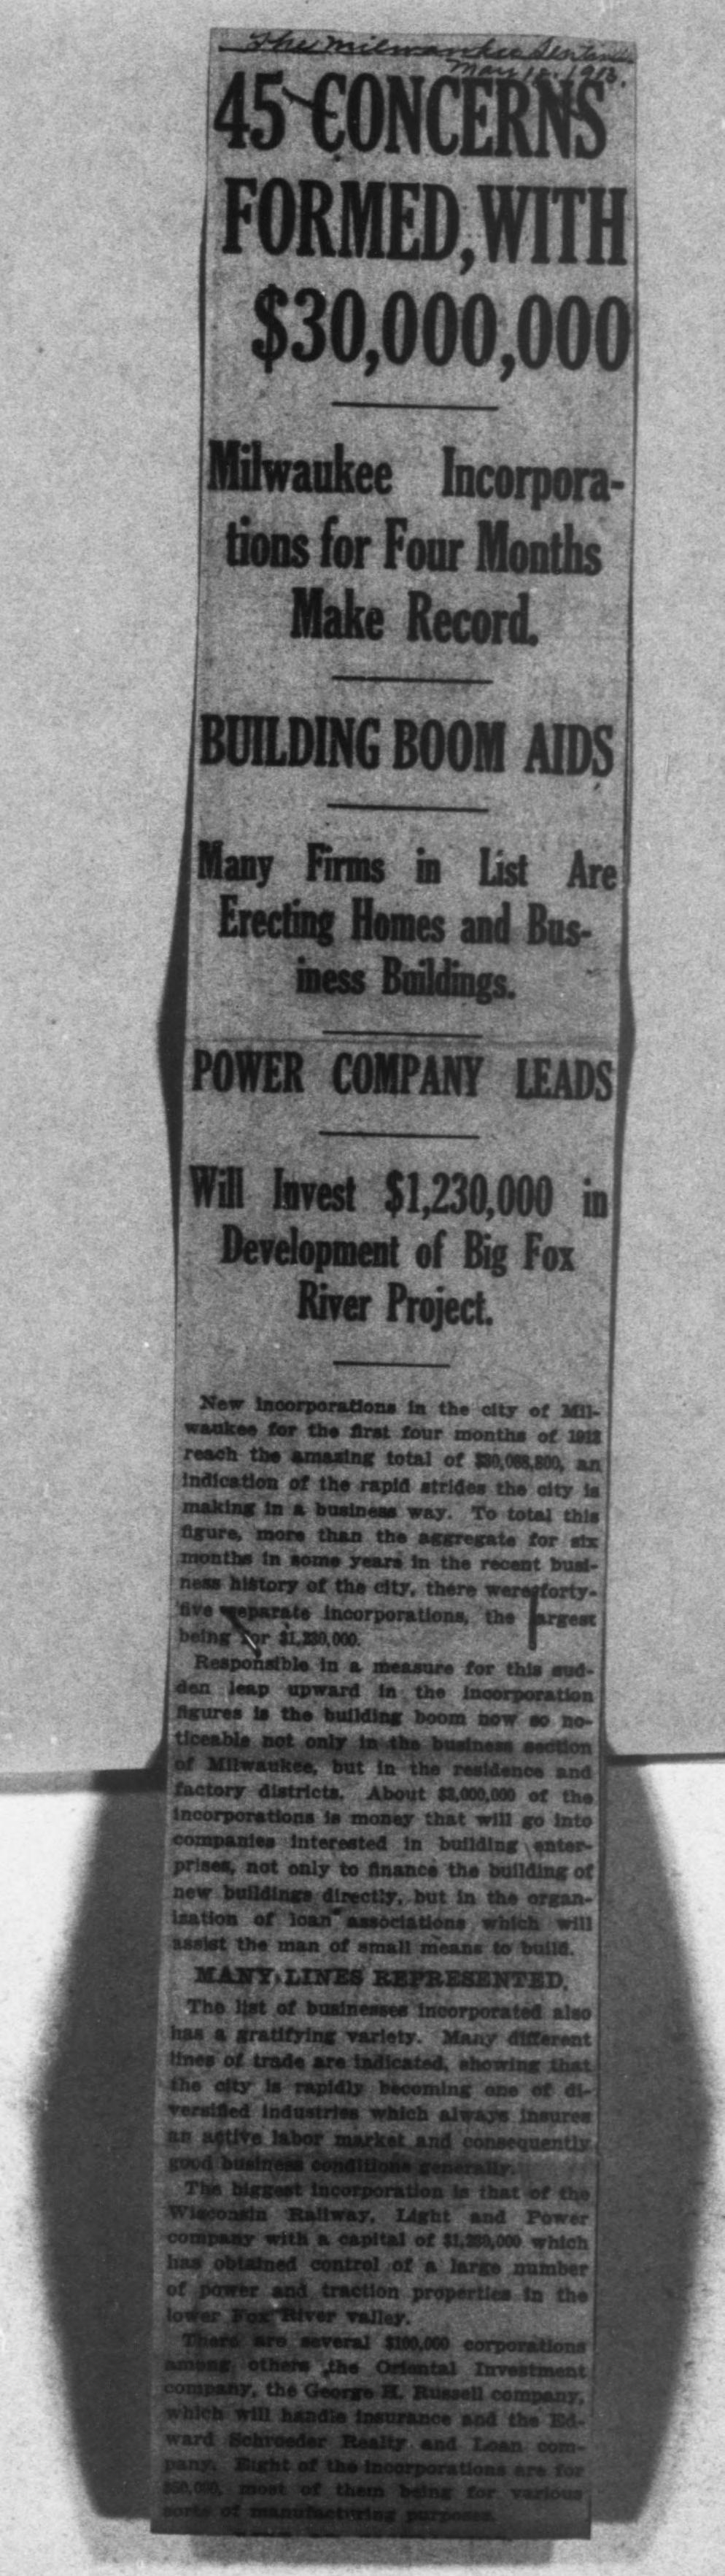 The Milwaukee Sentinel
May 12, 1913.
45 CONCERNS
FORMED, WITH
$30,000,000
Milwaukee Incorpora-
tions for Four Months
Make Record.
BUILDING BOOM AIDS
Many Firms in List Are
Erecting Homes and Bus-
iness Buildings.
POWER COMPANY LEADS
Will Invest $1,230,000 in
Development of Big Fox
River Project.
New incorporations in the city of Mil-
waukee for the first four months of
reach the amazing total of an
indication of the rapid strides the city is
making in a business way. To total this
figure, more than the aggregate for six
months in some years in the recent busi-
ness history of the city, there were forty-
five separate incorporations, the largest
being for $1,230,000.
Responsible in a measure for this sud-
den leap upward in the incorporation
figures is the building boom now so no-
ticeable not only in the business section
of Milwaukee, but in the residence and
factory districts. About of the
incorporations is money that will go into
companies interested in building enter-
prises, not only to finance the building of
new buildings directly, but in the organ-
ization of loan associations which will
assist the man of small means to build.
MANY LINES REPRESENTED.
The list of businesses incorporated also
has a gratifying variety. Many different
lines of trade are indicated, showing that
the city is rapidly becoming one of di-
versified industries which always insures
an active labor market and consequently
good business conditions generally.
The biggest incorporation is that of the
Wisconsin Railway, Light and Power
company with a capital of which
has obtained control of a large number
of power and traction properties in the
lower Fox River valley.
There are several $100,000 corporations
among others the Oriental Investment
company, the George H. Russell company,
which will handle insurance and the Ed-
ward Schroeder Realty and Loan com-
pany. Eight of the incorporations are for
most of them being for various
sorts of manufacturing purposes.